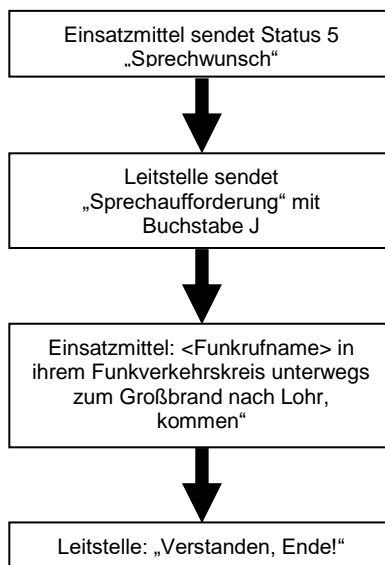 Einsatzmittel sendet Status 5
„Sprechwunsch“
Leitstelle sendet
„Sprechaufforderung“ mit
Buchstabe J
Einsatzmittel: <Funkrufname> in
ihrem Funkverkehrskreis unterwegs
zum Großbrand nach Lohr,
kommen“
Leitstelle: „Verstanden, Ende!“